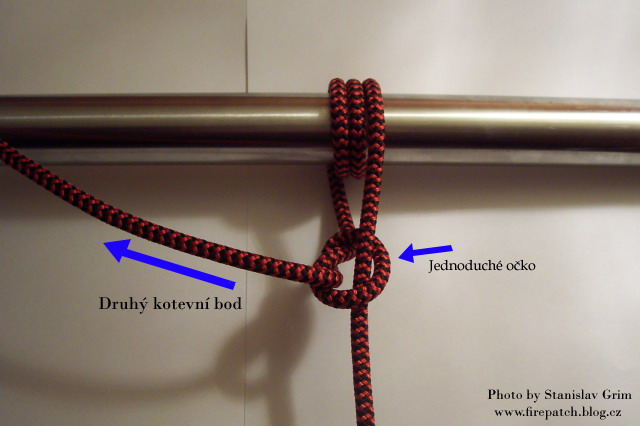 Jednoduché očko
Druhý kotevní bod
Photo by Stanislav Grim
www.firepatch.blog.cz